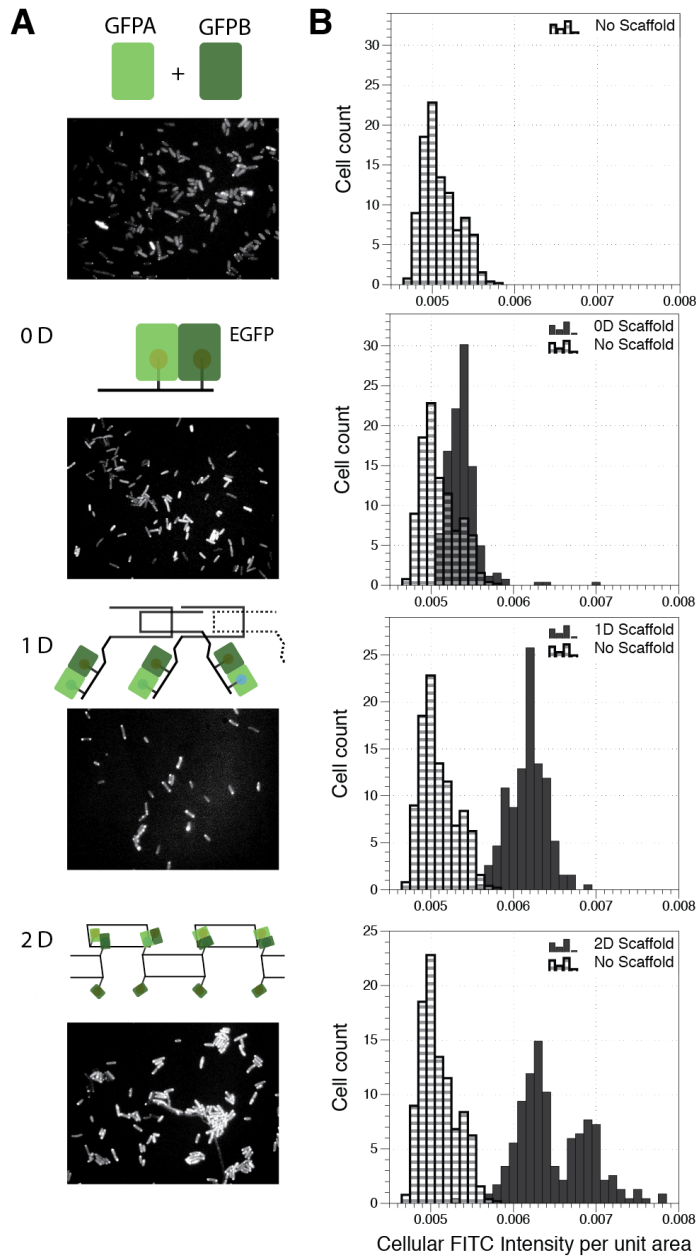 A
GFPA
GFPB
+
0 D
EGFP
1 D
2 D
B
No Scaffold
Cell count
30
25
20
15
10
5
0
0.005
0.006
0.007
0.008
0D Scaffold
No Scaffold
Cell count
30
25
20
15
10
5
0
0.005
0.006
0.007
0.008
1D Scaffold
No Scaffold
Cell count
25
20
15
10
5
0
0.005
0.006
0.007
0.008
2D Scaffold
No Scaffold
Cell count
25
20
15
10
5
0
0.005
0.006
0.007
0.008
Cellular FITC Intensity per unit area